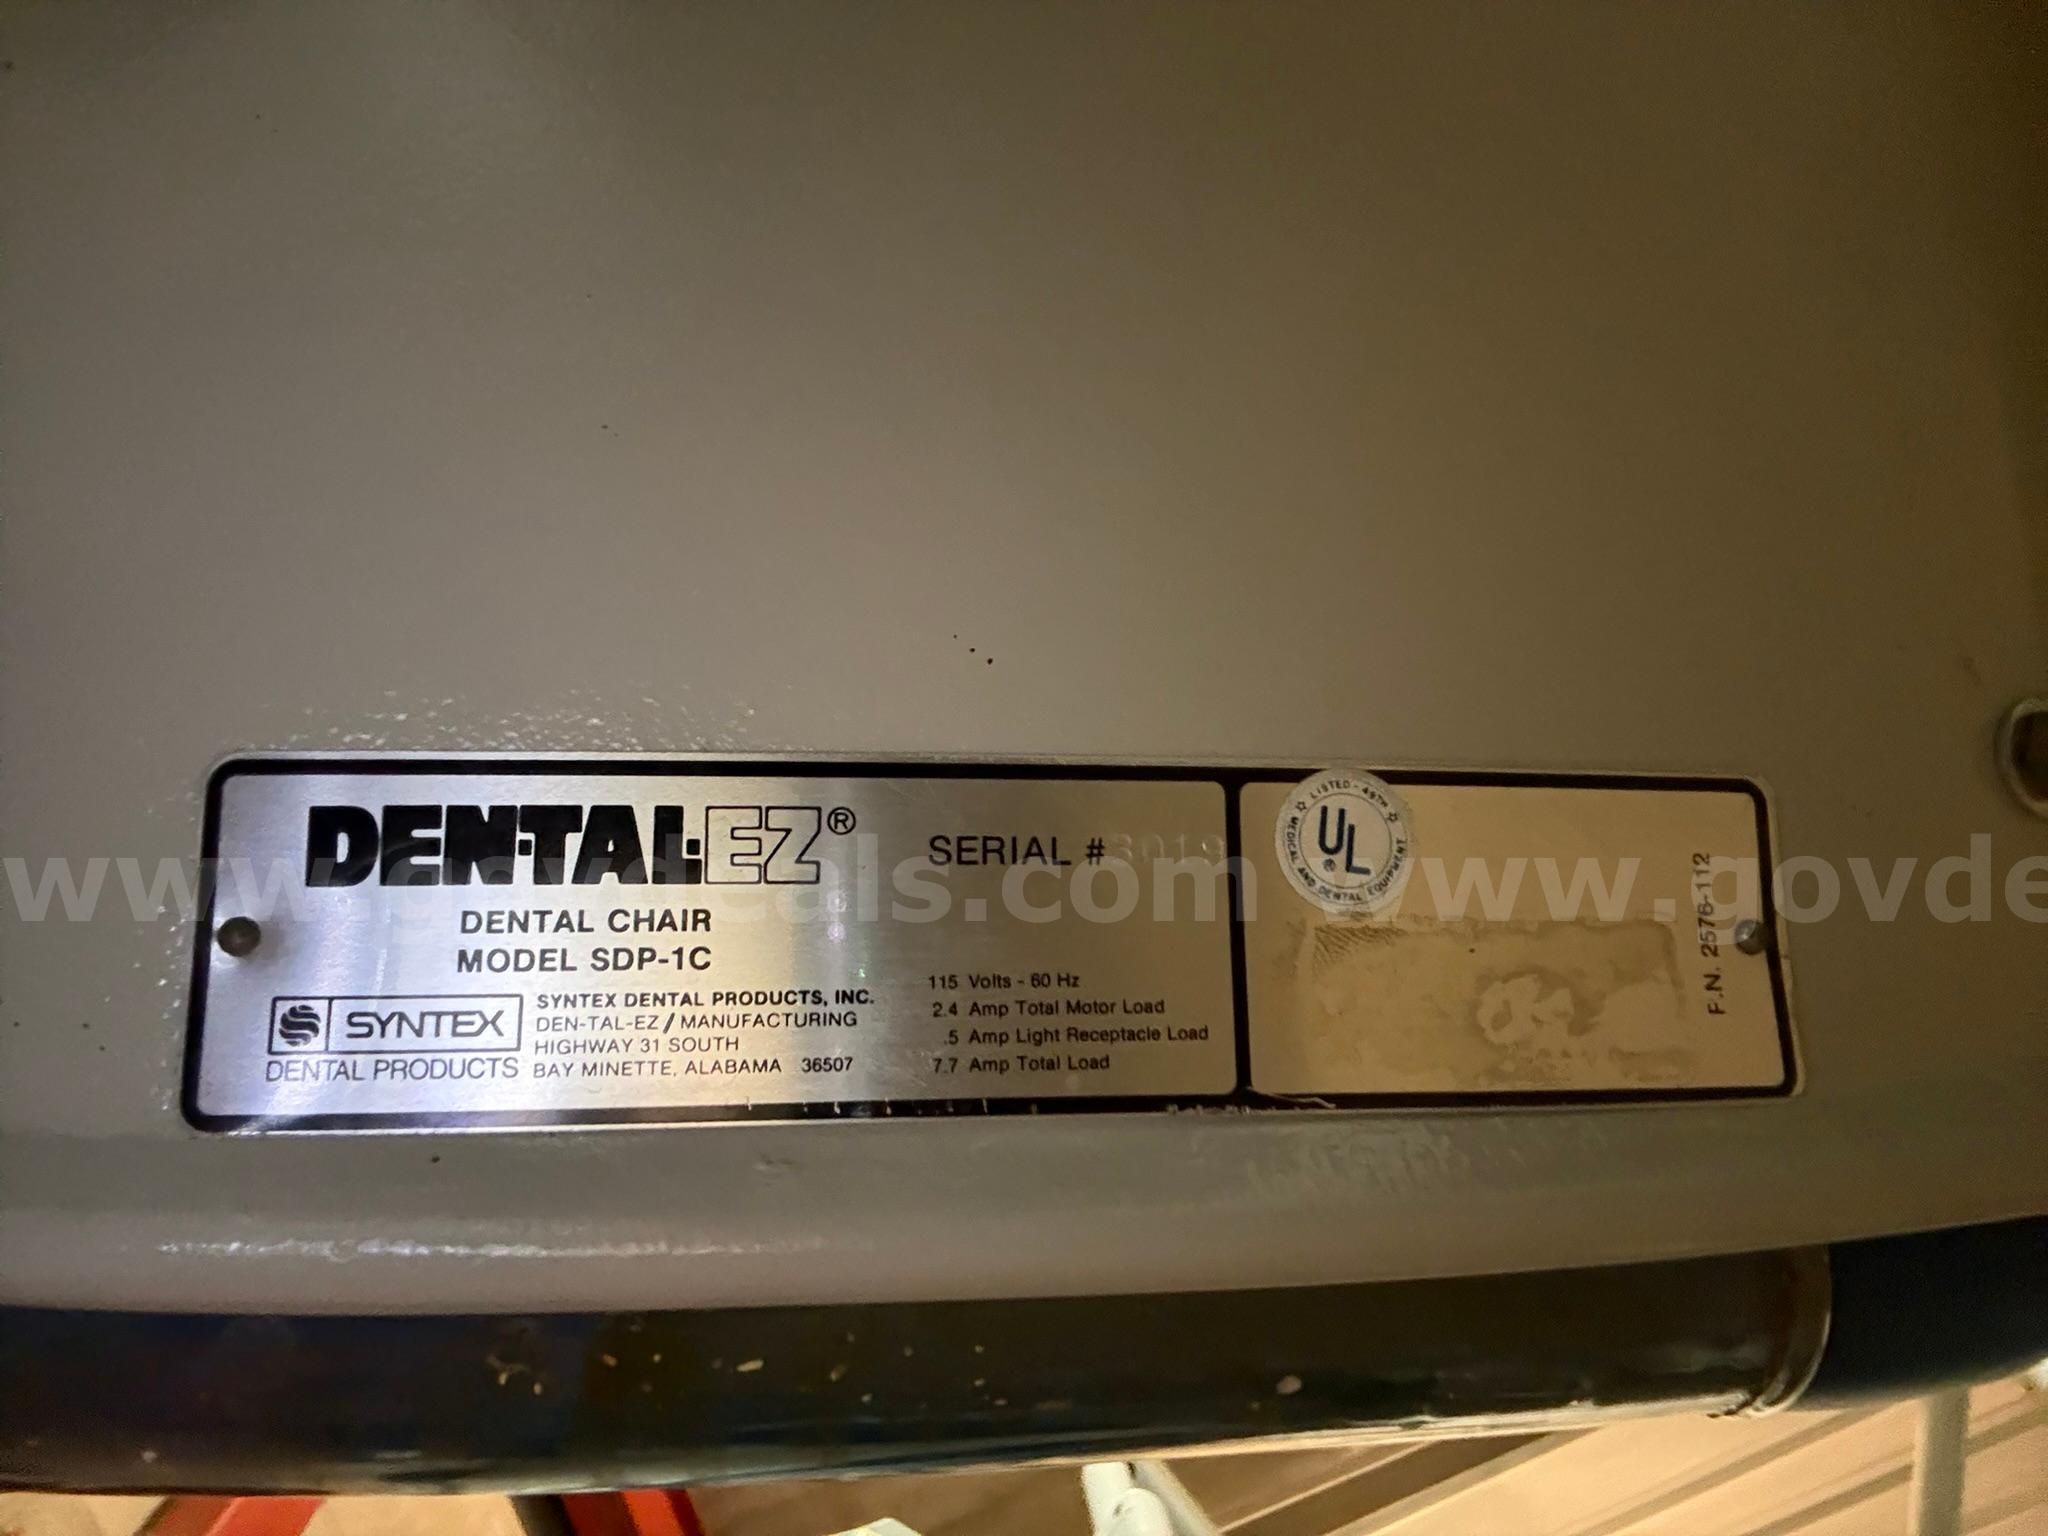 DEN-TAL-EZ®
DENTAL CHAIR
MODEL SDP-1C
SYNTEX
DENTAL PRODUCTS
SYNTEX DENTAL PRODUCTS, INC.
DEN-TAL-EZ / MANUFACTURING
HIGHWAY 31 SOUTH
BAY MINETTE, ALABAMA 36507
SERIAL #
115 Volts - 60 Hz
2.4 Amp Total Motor Load
.5 Amp Light Receptacle Load
7.7 Amp Total Load
LISTED - 49TH
UL®
MEDICAL AND DENTAL EQUIPMENT
F.N. 2576-112
www.govdeals.com www.govde